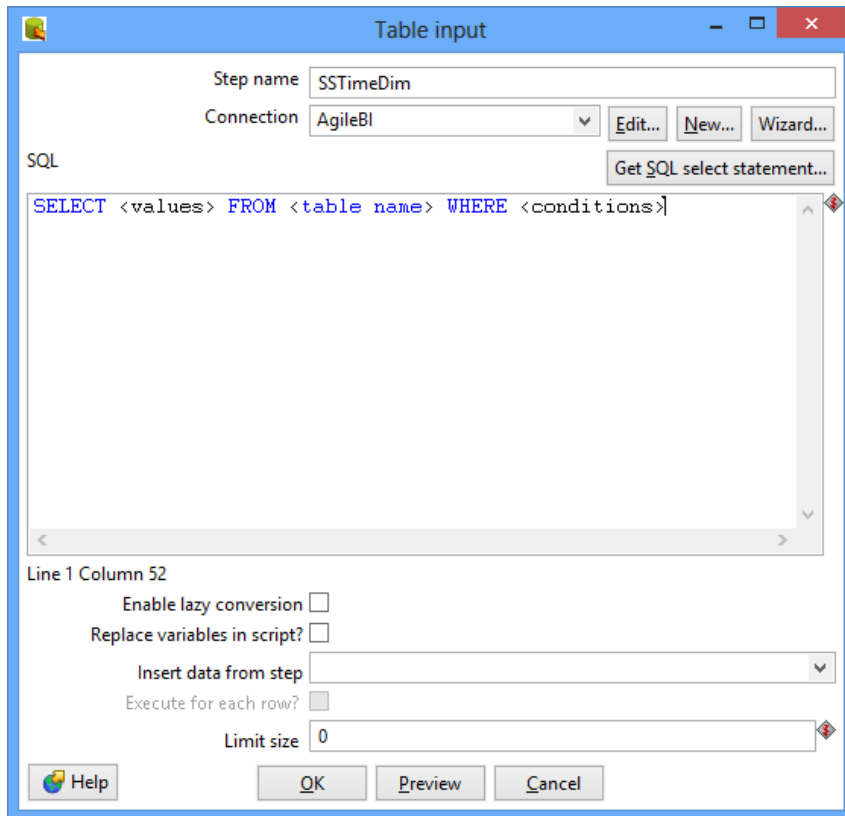 Table input
Step name SSTimeDim
Connection AgileBI Edit... New... Wizard...
SQL Get SQL select statement...
SELECT <values> FROM <table name> WHERE <conditions>
Line 1 Column 52
Enable lazy conversion
Replace variables in script?
Insert data from step
Execute for each row?
Limit size 0
Help OK Preview Cancel